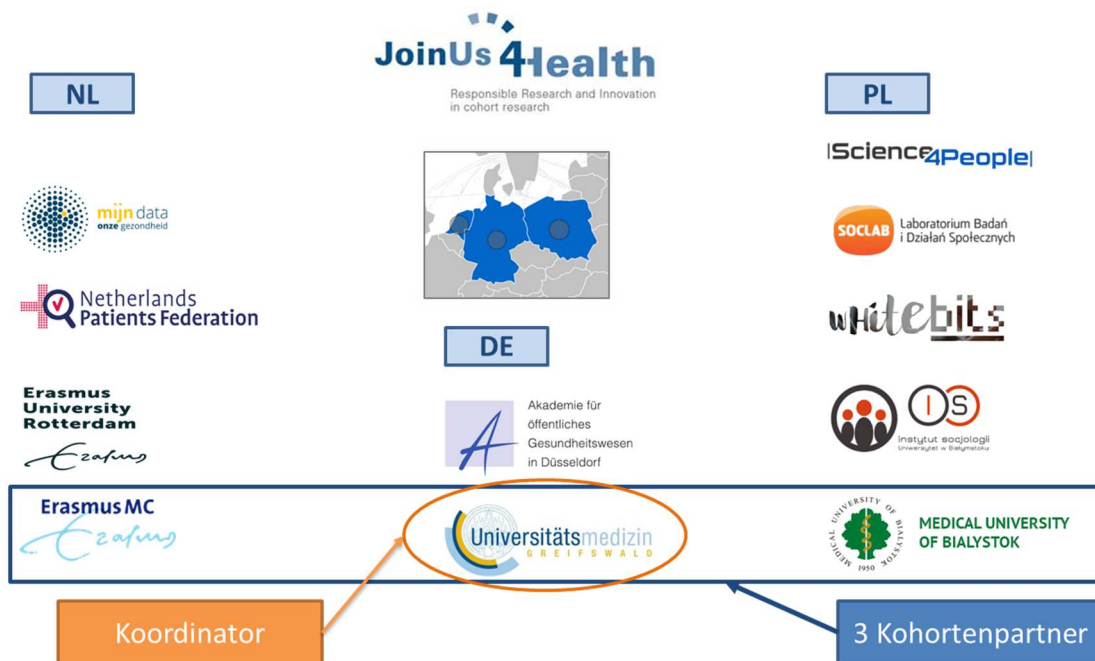 JoinUs 4Health
Responsible Research and Innovation
in cohort research
NL
mijn data
onze gezondheid
Netherlands
Patients Federation
Erasmus
University
Rotterdam
Erasmus
Erasmus MC
Erasmus
DE
Akademie für
öffentliches
Gesundheitswesen
in Düsseldorf
Universitätsmedizin
GREIFSWALD
PL
|Science4People|
SOCLAB
Laboratorium Badań
i Działań Społecznych
wHitebits
IS
instytut socjologii
Uniwersytet w Białymstoku
MEDICAL UNIVERSITY OF BIALYSTOK
1950
MEDICAL UNIVERSITY
OF BIALYSTOK
Koordinator
3 Kohortenpartner